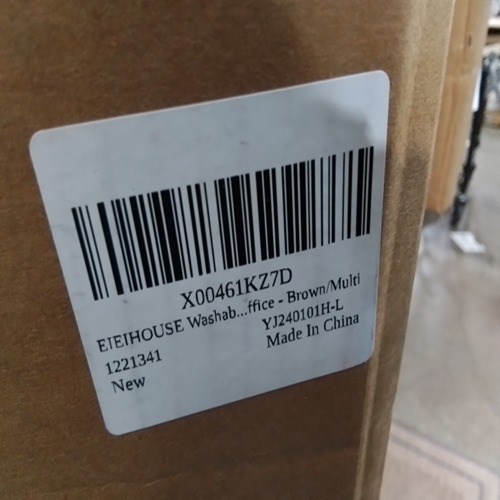 X00461KZ7D
EIEIHOUSE Washab...ffice - Brown/Multi
1221341 YJ240101H-L
New Made In China